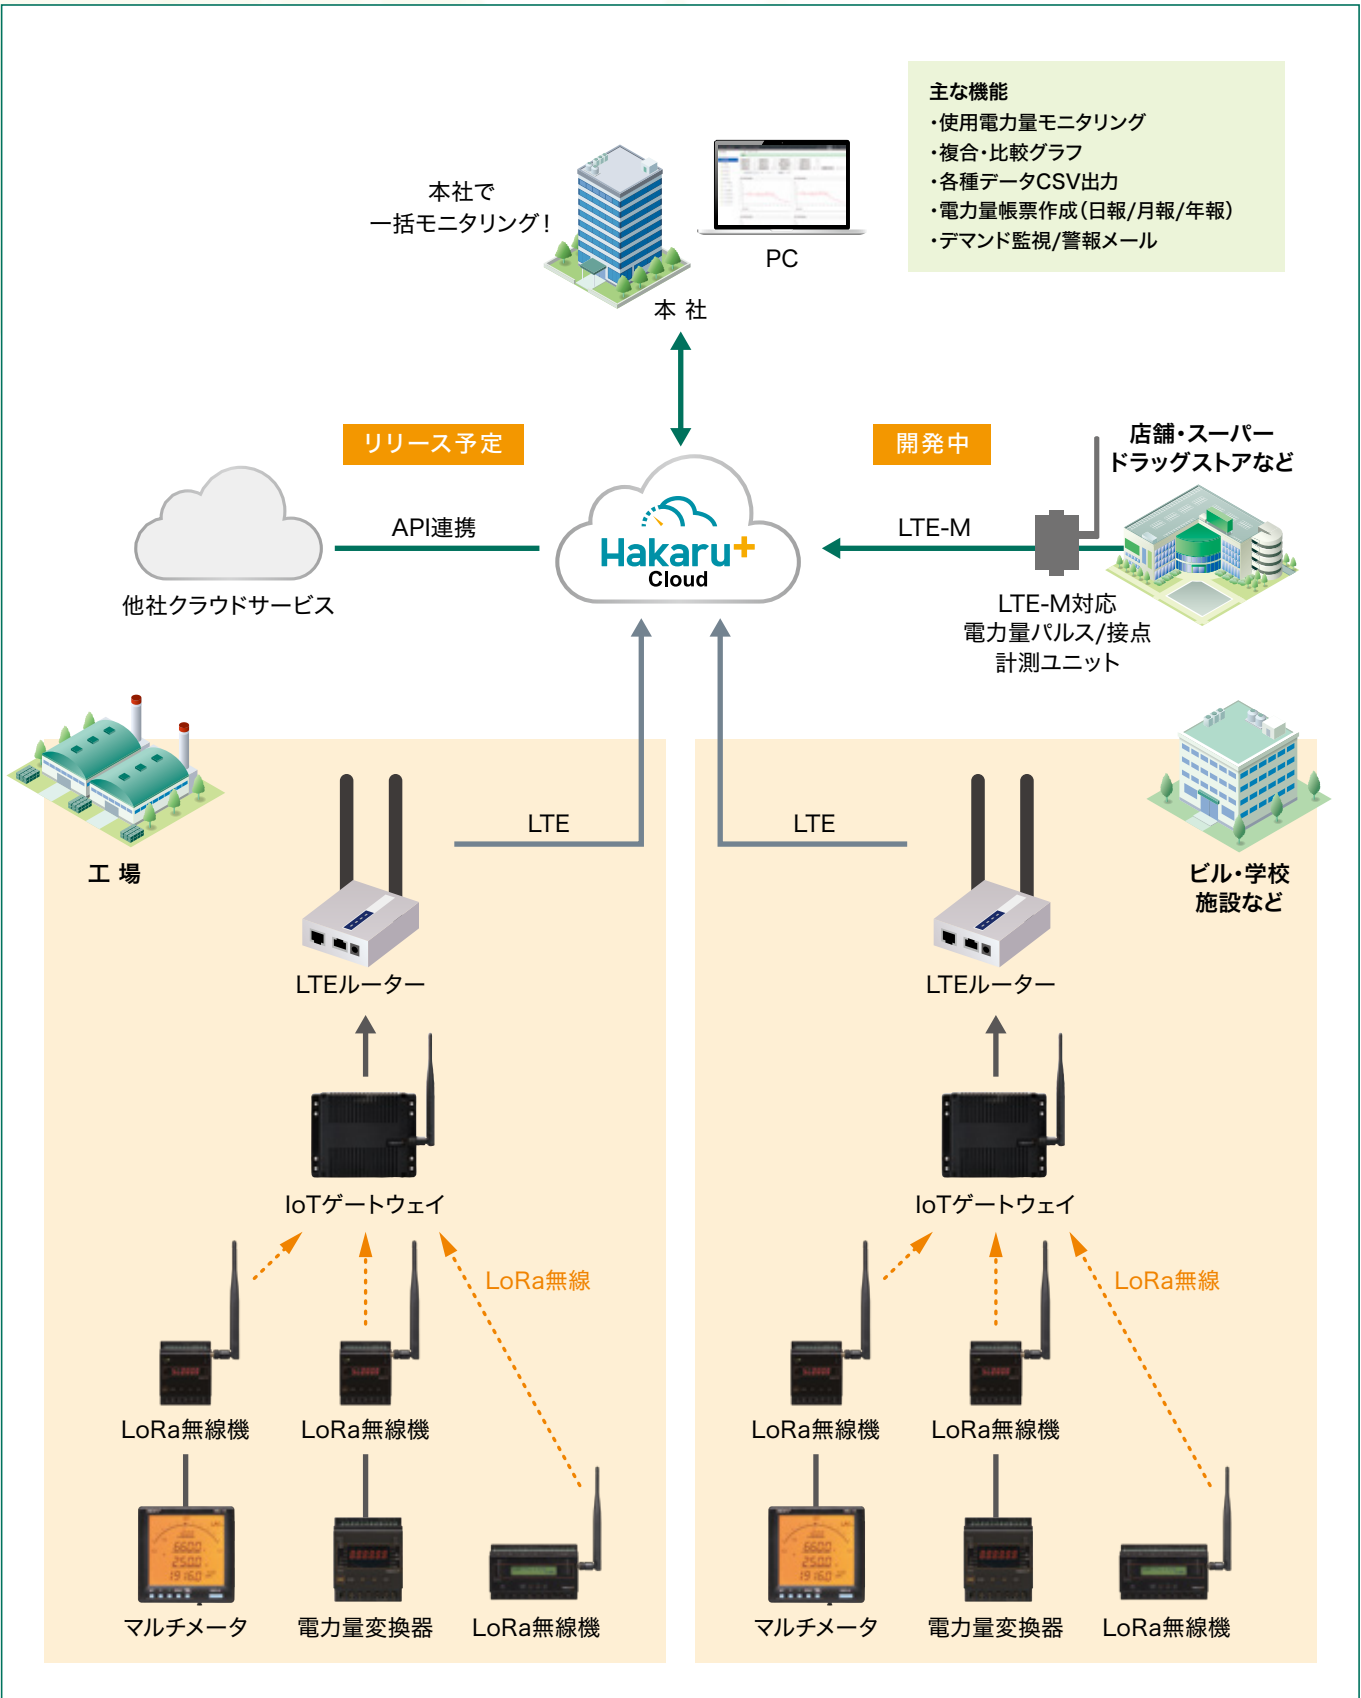 主な機能
・使用電力量モニタリング
・複合・比較グラフ
・各種データCSV出力
・電力量帳票作成(日報/月報/年報)
・デマンド監視/警報メール
本社で
一括モニタリング！
PC
本 社
リリース予定
開発中
店舗・スーパー
ドラッグストアなど
API連携
Hakaru+
Cloud
LTE-M
他社クラウドサービス
LTE-M対応
電力量パルス/接点
計測ユニット
工 場
LTE
LTE
ビル・学校
施設など
LTEルーター
LTEルーター
IoTゲートウェイ
IoTゲートウェイ
LoRa無線
LoRa無線
LoRa無線機
LoRa無線機
LoRa無線機
LoRa無線機
6600
2500
19160
6600
2500
19160
マルチメータ
電力量変換器
LoRa無線機
マルチメータ
電力量変換器
LoRa無線機